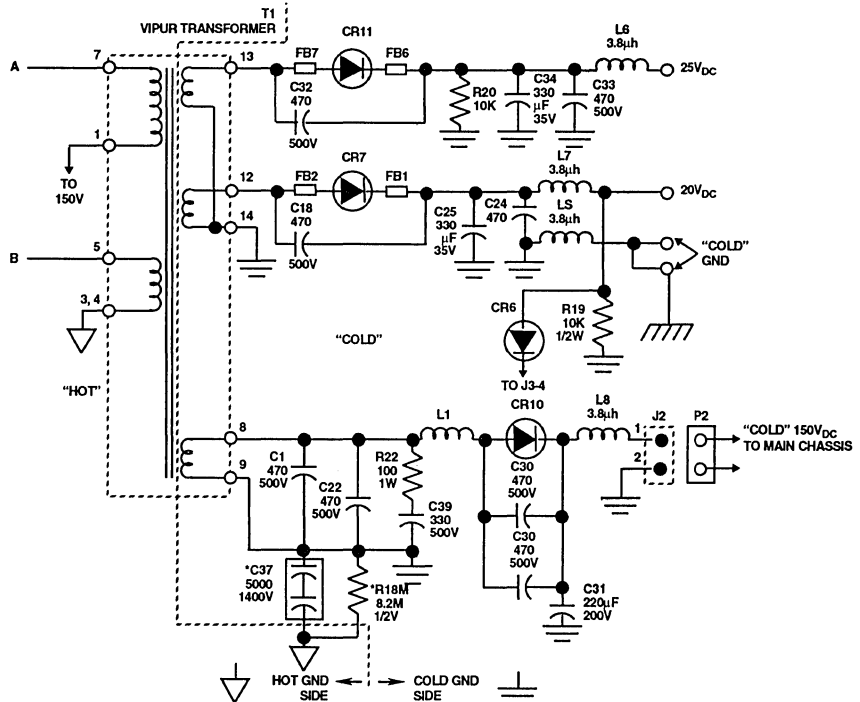 T1
VIPUR TRANSFORMER
A
7
1
TO
150V
B
5
3, 4
"HOT"
13
FB7
CR11
FB6
C32
470
500V
R20
10K
C34
330
µF
35V
C33
470
500V
L6
3.8µh
25VDC
12
14
FB2
CR7
FB1
C18
470
500V
C25
330
µF
35V
C24
470
L7
3.8µh
LS
3.8µh
20VDC
"COLD"
GND
CR6
R19
10K
1/2W
TO J3-4
"COLD"
8
9
C1
470
500V
C22
470
500V
R22
100
1W
C39
330
500V
L1
CR10
C30
470
500V
C30
470
500V
L8
3.8µh
J2
1
2
P2
"COLD" 150VDC
TO MAIN CHASSIS
C31
220µF
200V
*C37
5000
1400V
*R18M
8.2M
1/2V
HOT GND
SIDE
COLD GND
SIDE